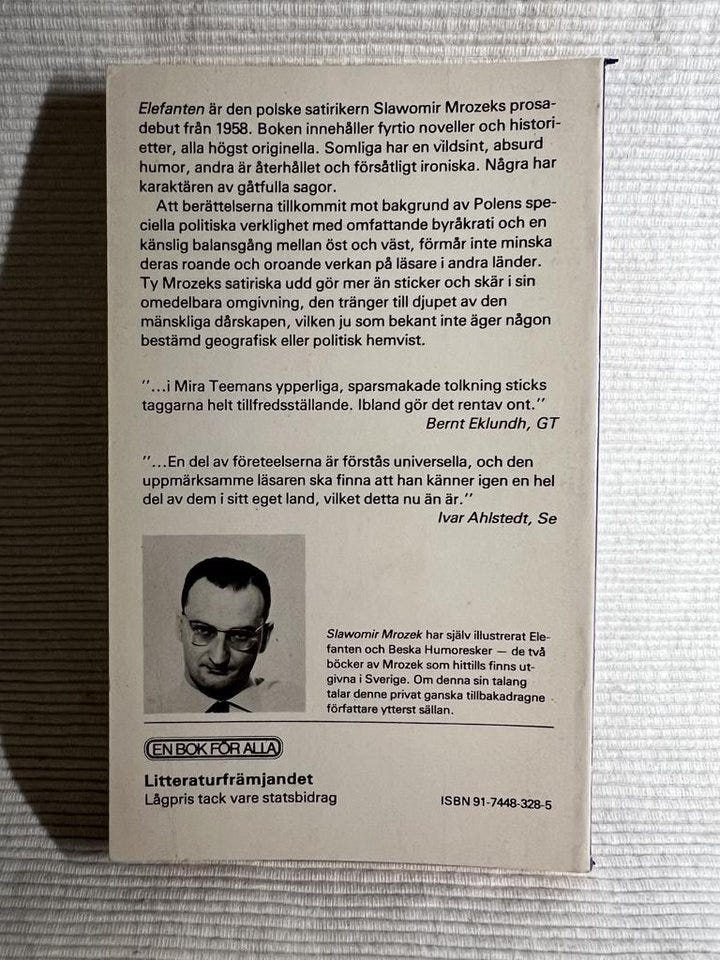 Elefanten är den polske satirikern Slawomir Mrozeks prosa-
debut från 1958. Boken innehåller fyrtio noveller och histori-
etter, alla högst originella. Somliga har en vildsint, absurd
humor, andra är återhållet och försåtligt ironiska. Några har
karaktären av gåtfulla sagor.
Att berättelserna tillkommit mot bakgrund av Polens spe-
ciella politiska verklighet med omfattande byråkrati och en
känslig balansgång mellan öst och väst, förmår inte minska
deras roande och oroande verkan på läsare i andra länder.
Ty Mrozeks satiriska udd gör mer än sticker och skär i sin
omedelbara omgivning, den tränger till djupet av den
mänskliga dårskapen, vilken ju som bekant inte äger någon
bestämd geografisk eller politisk hemvist.
"...i Mira Teemans ypperliga, sparsmakade tolkning sticks
taggarna helt tillfredsställande. Ibland gör det rentav ont."
Bernt Eklundh, GT
"...En del av företeelserna är förstås universella, och den
uppmärksamme läsaren ska finna att han känner igen en hel
del av dem i sitt eget land, vilket detta nu än är."
Ivar Ahlstedt, Se
Slawomir Mrozek har själv illustrerat Ele-
fanten och Beska Humoresker — de två
böcker av Mrozek som hittills finns ut-
givna i Sverige. Om denna sin talang
talar denne privat ganska tillbakadragne
författare ytterst sällan.
EN BOK FÖR ALLA
Litteraturfrämjandet
Lågpris tack vare statsbidrag
ISBN 91-7448-328-5